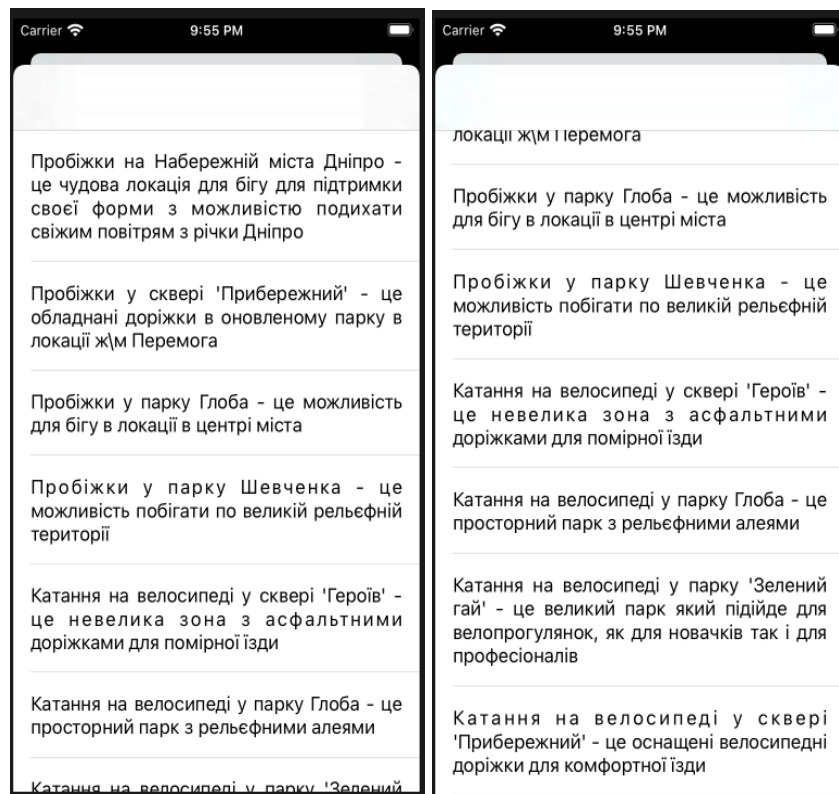 Carrier
9:55 PM
Пробіжки на Набережній міста Дніпро -
це чудова локація для бігу для підтримки
своєї форми з можливістю подихати
свіжим повітрям з річки Дніпро
Пробіжки у сквері 'Прибережний' - це
обладнані доріжки в оновленому парку в
локації ж\м Перемога
Пробіжки у парку Глоба - це можливість
для бігу в локації в центрі міста
Пробіжки у парку Шевченка - це
можливість побігати по великій рельєфній
території
Катання на велосипеді у сквері 'Героїв' -
це невелика зона з асфальтними
доріжками для помірної їзди
Катання на велосипеді у парку Глоба - це
просторний парк з рельєфними алеями
Катання на велосипеді у парку 'Зелений
Carrier
9:55 PM
локації ж\м Перемога
Пробіжки у парку Глоба - це можливість
для бігу в локації в центрі міста
Пробіжки у парку Шевченка - це
можливість побігати по великій рельєфній
території
Катання на велосипеді у сквері 'Героїв' -
це невелика зона з асфальтними
доріжками для помірної їзди
Катання на велосипеді у парку Глоба - це
просторний парк з рельєфними алеями
Катання на велосипеді у парку 'Зелений
гай' - це великий парк який підійде для
велопрогулянок, як для новачків так і для
професіоналів
Катання на велосипеді у сквері
'Прибережний' - це оснащені велосипедні
доріжки для комфортної їзди